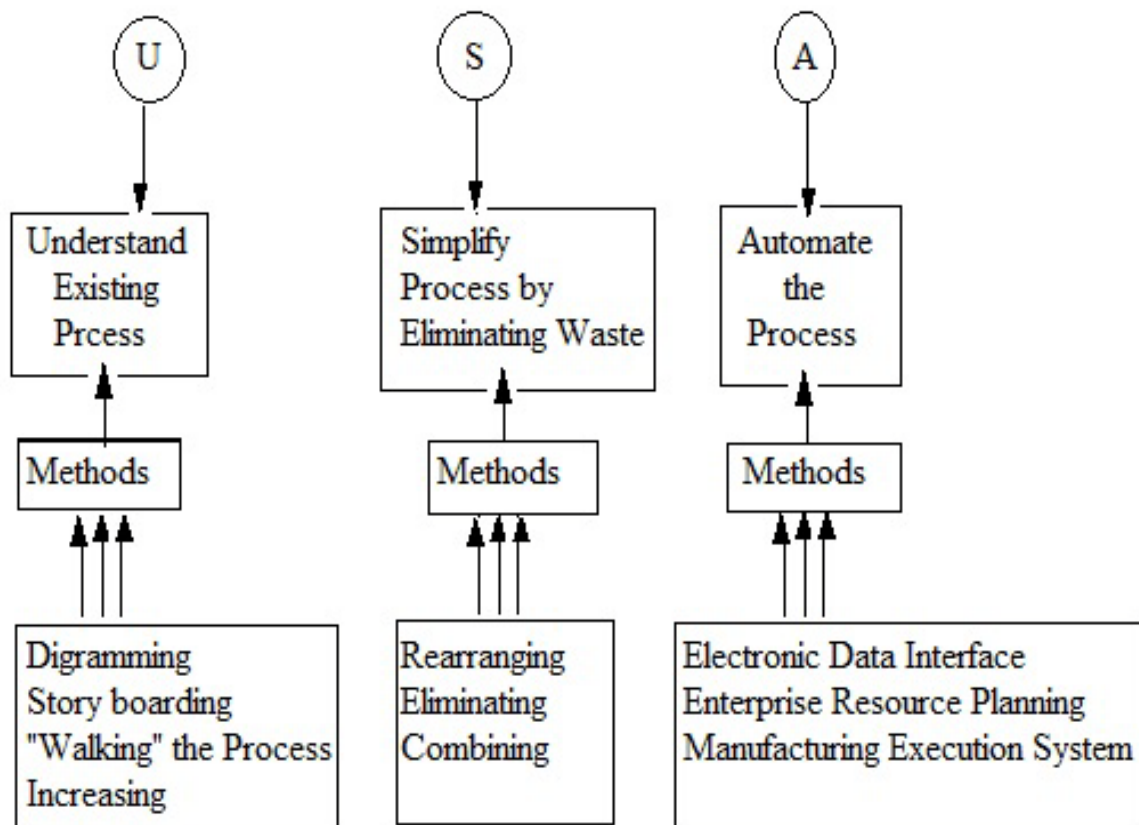 U
S
A
Understand
Existing
Prcess
Simplify
Process by
Eliminating Waste
Automate
the
Process
Methods
Methods
Methods
Digramming
Story boarding
"Walking" the Process
Increasing
Rearranging
Eliminating
Combining
Electronic Data Interface
Enterprise Resource Planning
Manufacturing Execution System